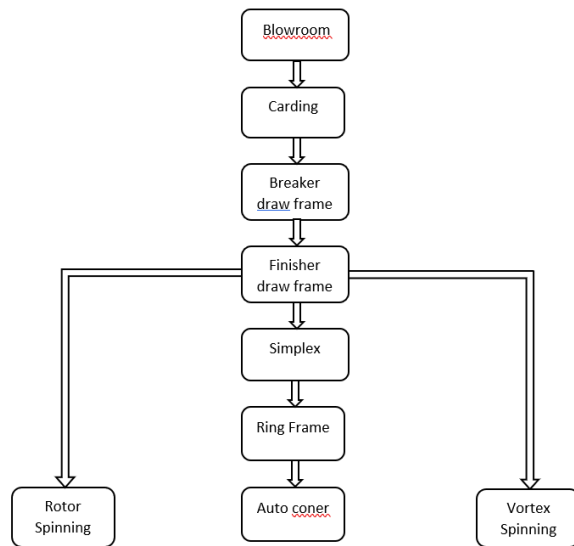 Blowroom
Carding
Breaker
draw frame
Finisher
draw frame
Simplex
Ring Frame
Rotor
Spinning
Auto coner
Vortex
Spinning